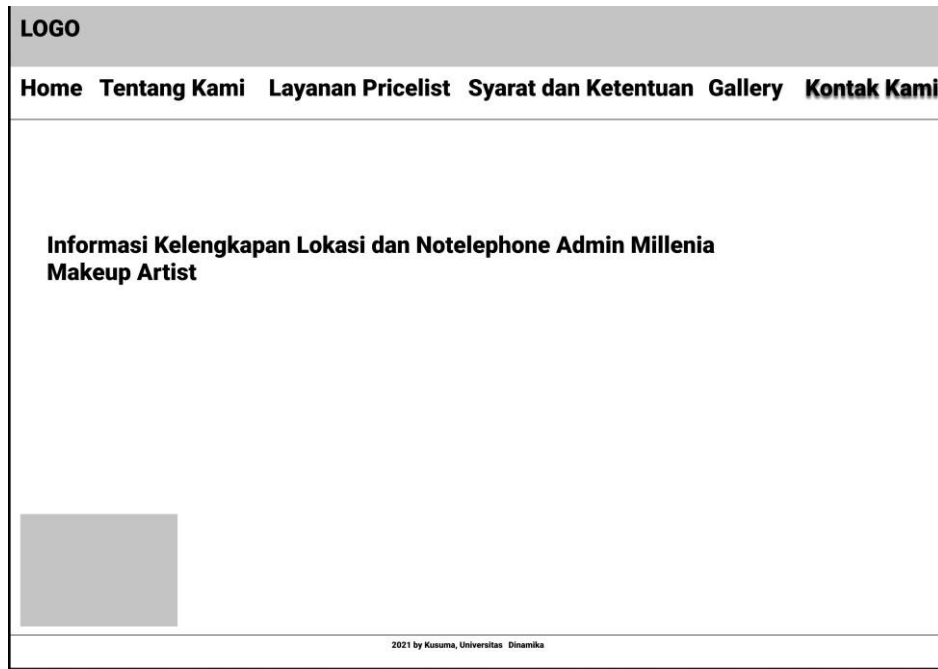 LOGO
Home Tentang Kami Layanan Pricelist Syarat dan Ketentuan Gallery Kontak Kami
Informasi Kelengkapan Lokasi dan Notelephone Admin Millenia
Makeup Artist
2021 by Kusuma, Universitas Dinamika